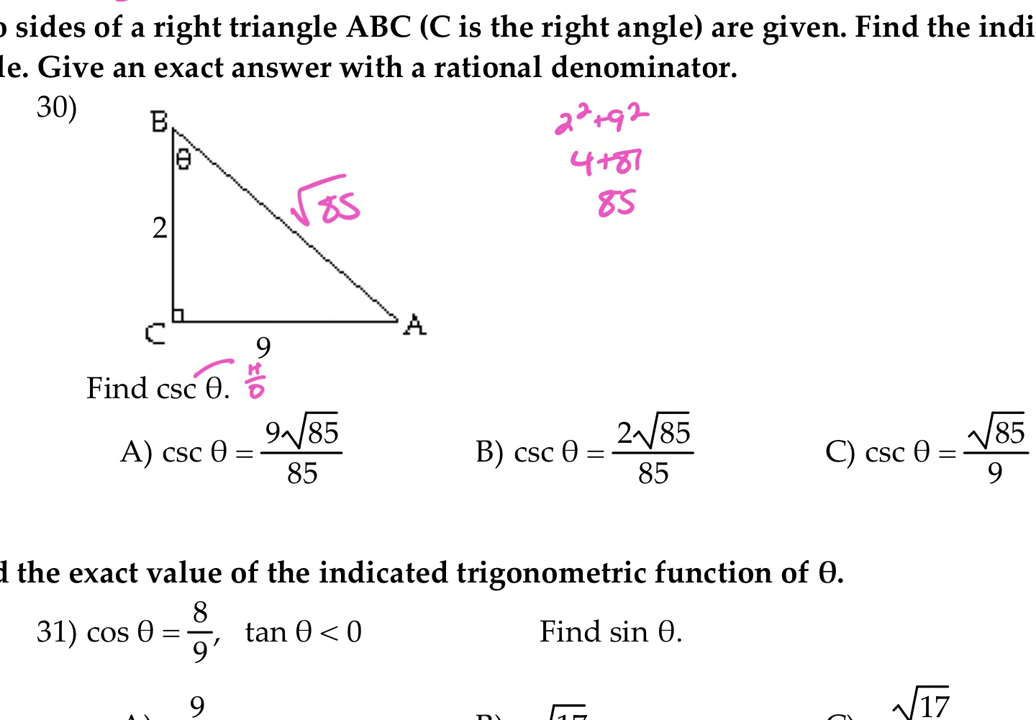 sides of a right triangle ABC (C is the right angle) are given. Find the indi
le. Give an exact answer with a rational denominator.
30)
B
θ
2
√85
C
9
A
2²+9²
4+81
85
Find csc θ. H/O
A) csc θ = 9√85/85
B) csc θ = 2√85/85
C) csc θ = √85/9
the exact value of the indicated trigonometric function of θ.
31) cos θ = 8/9, tan θ < 0 Find sin θ.
9
√17